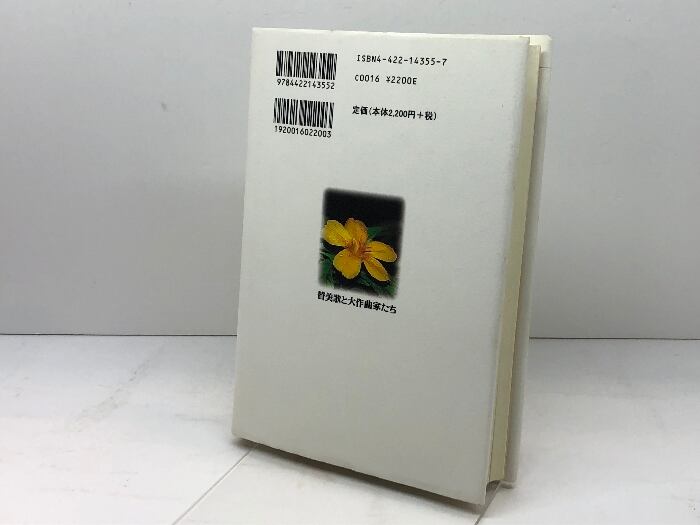 ISBN4-422-14355-7
9784422143552
C0016 ¥2200E
定価(本体2,200円+税)
1920016022003
賛美歌と大作曲家たち